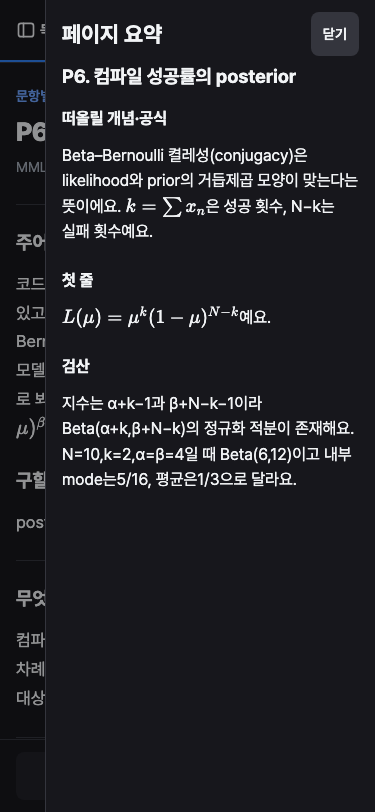 페이지 요약
닫기
P6. 컴파일 성공률의 posterior
떠올릴 개념·공식
Beta–Bernoulli 켤레성(conjugacy)은
likelihood와 prior의 거듭제곱 모양이 맞는다는
뜻이에요. k = ∑ xₙ은 성공 횟수, N−k는
실패 횟수예요.
첫 줄
L(μ) = μᵏ(1 − μ)ᴺ⁻ᵏ예요.
검산
지수는 α+k−1과 β+N−k−1이라
Beta(α+k,β+N−k)의 정규화 적분이 존재해요.
N=10,k=2,α=β=4일 때 Beta(6,12)이고 내부
mode는5/16, 평균은1/3으로 달라요.
문항
P6
MML
주어
코드
있고
Bern
모델
로 보
μ)ᵝ
구할
post
무엇
컴파
차례
대상